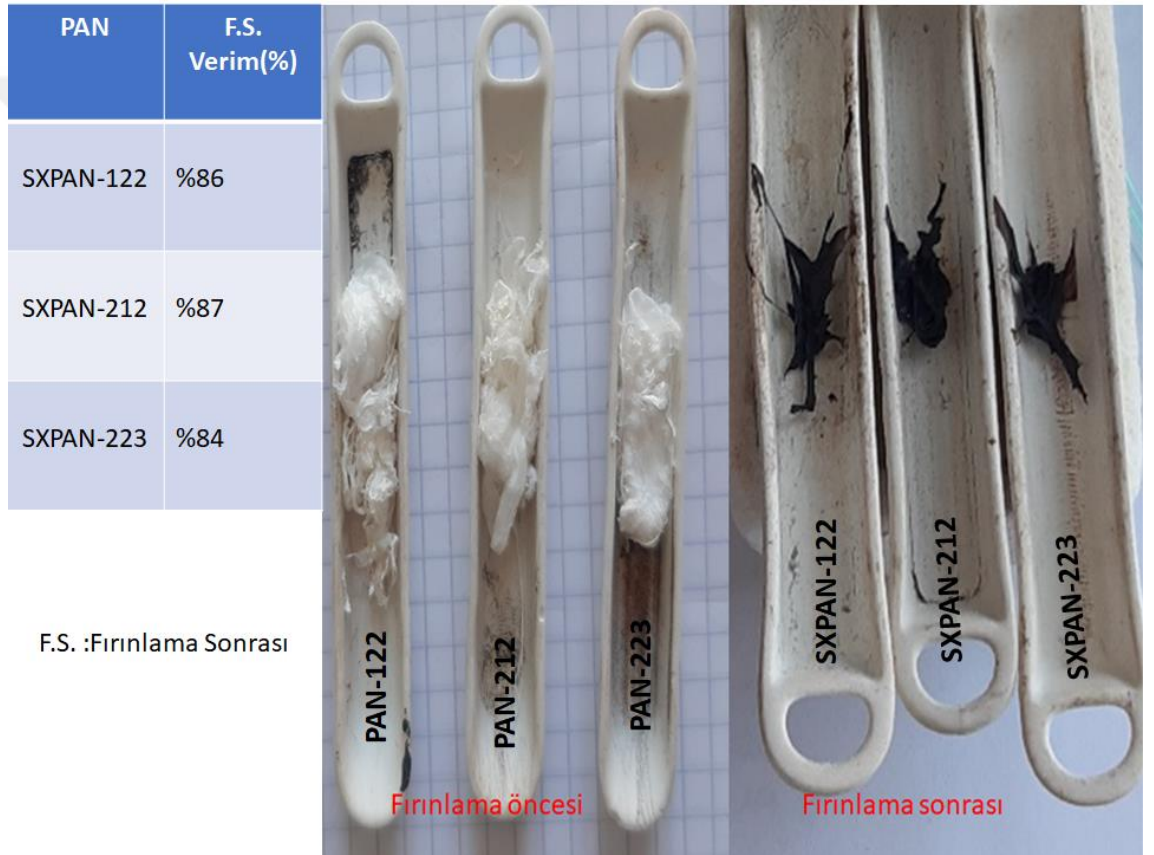 PAN F.S. Verim(%)
SXPAN-122 %86
SXPAN-212 %87
SXPAN-223 %84
F.S. :Fırınlama Sonrası
PAN-122
PAN-212
PAN-223
Fırınlama öncesi
SXPAN-122
SXPAN-212
SXPAN-223
Fırınlama sonrası